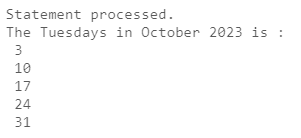 Statement processed.
The Tuesdays in October 2023 is :
3
10
17
24
31